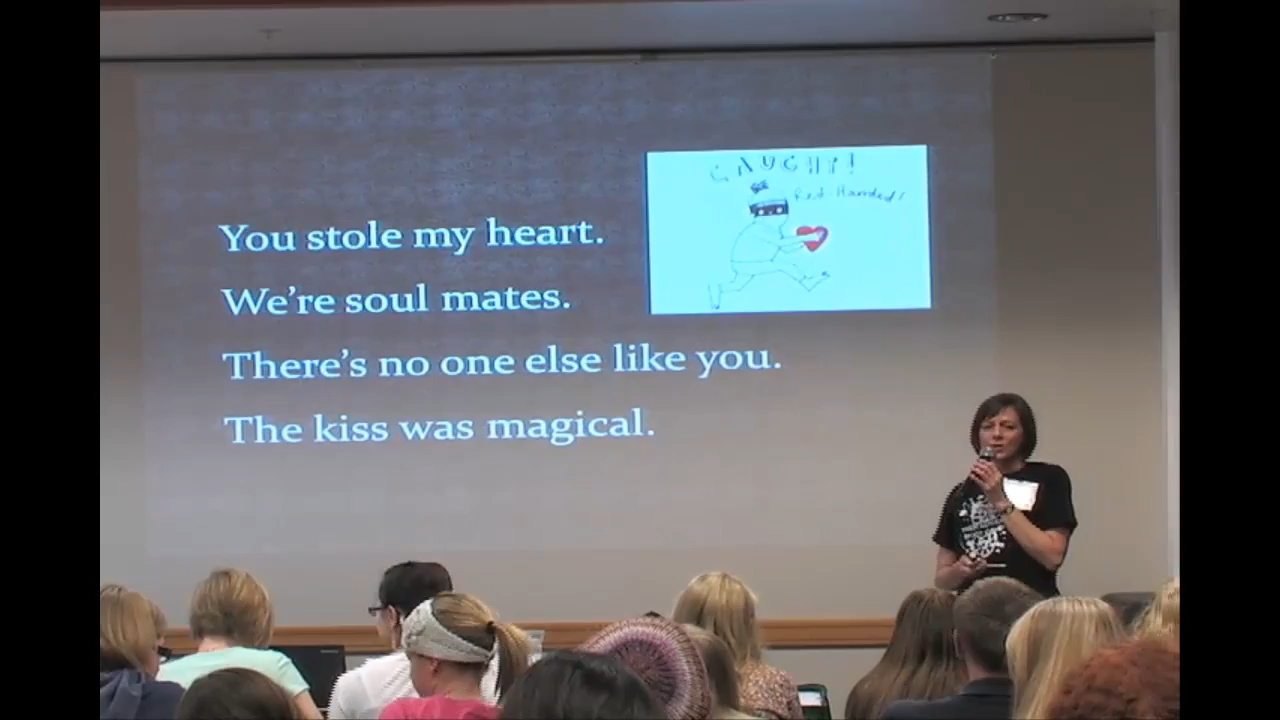 CAUGHT!
Red-Handed!
You stole my heart.
We're soul mates.
There's no one else like you.
The kiss was magical.